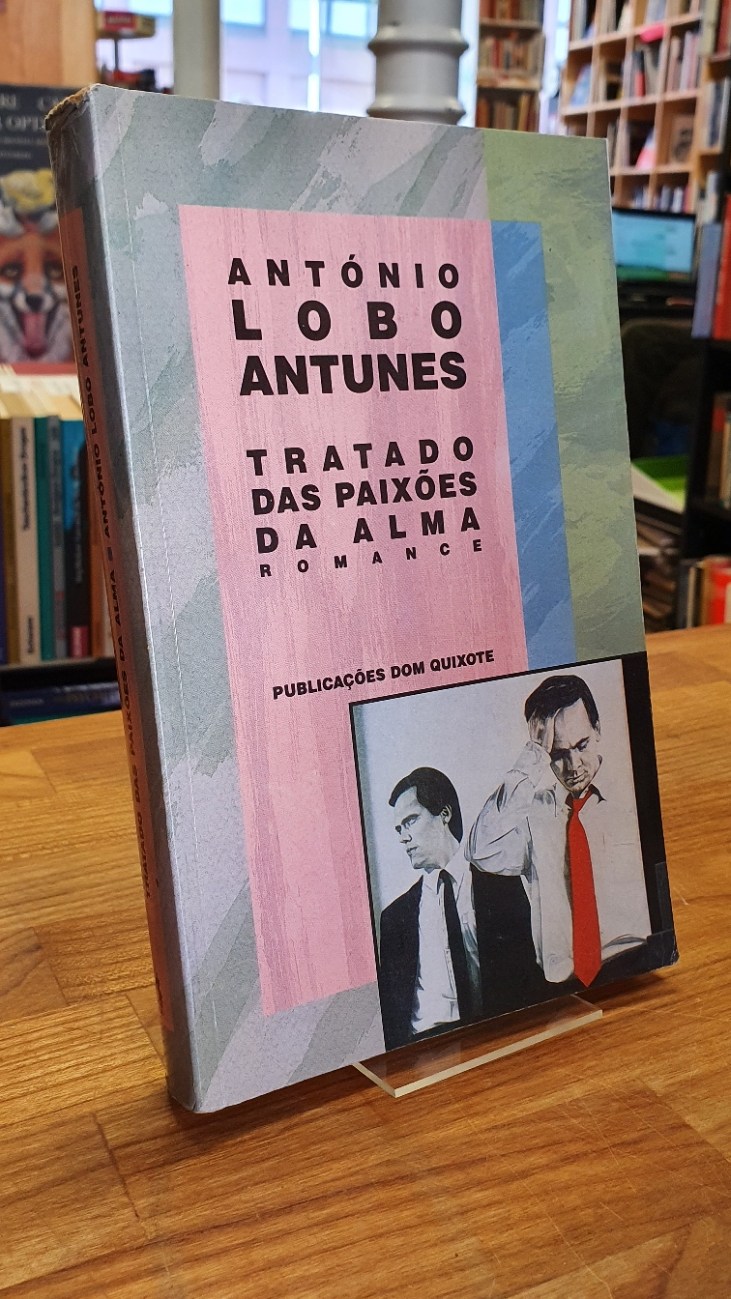 ANTÓNIO
LOBO
ANTUNES
TRATADO
DAS PAIXÕES
DA ALMA
ROMANCE
PUBLICAÇÕES DOM QUIXOTE
TRATADO DAS PAIXÕES DA ALMA ANTÓNIO LOBO ANTUNES